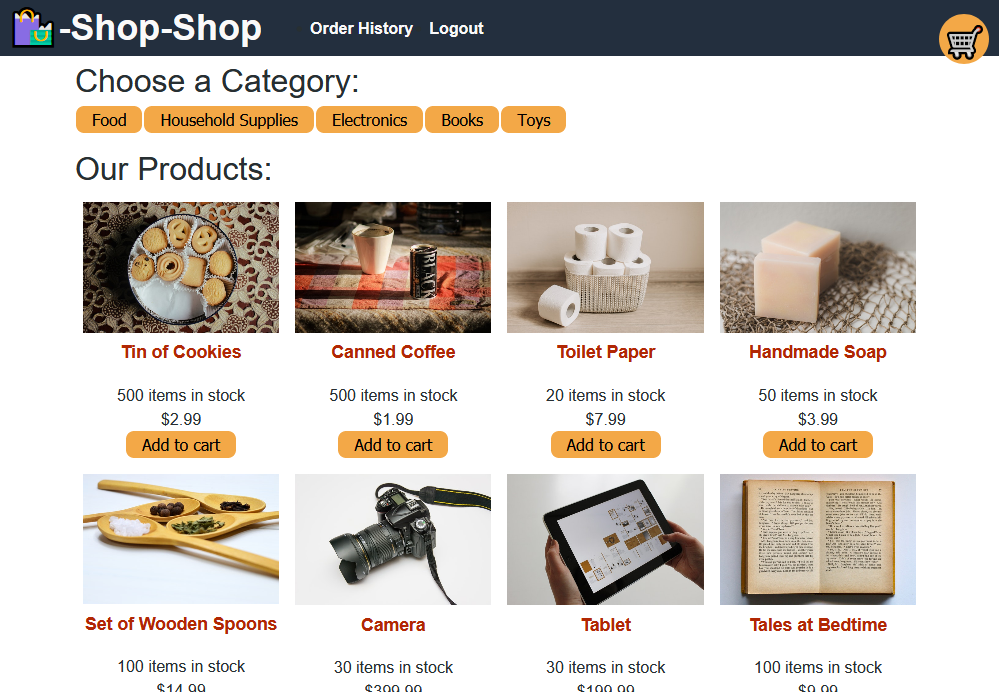 -Shop-Shop
Order History Logout
Choose a Category:
Food Household Supplies Electronics Books Toys
Our Products:
BLACK
Tin of Cookies Canned Coffee Toilet Paper Handmade Soap
500 items in stock 500 items in stock 20 items in stock 50 items in stock
$2.99 $1.99 $7.99 $3.99
Add to cart Add to cart Add to cart Add to cart
Set of Wooden Spoons Camera Tablet Tales at Bedtime
100 items in stock 30 items in stock 30 items in stock 100 items in stock
$14.99 $399.99 $199.99 $9.99